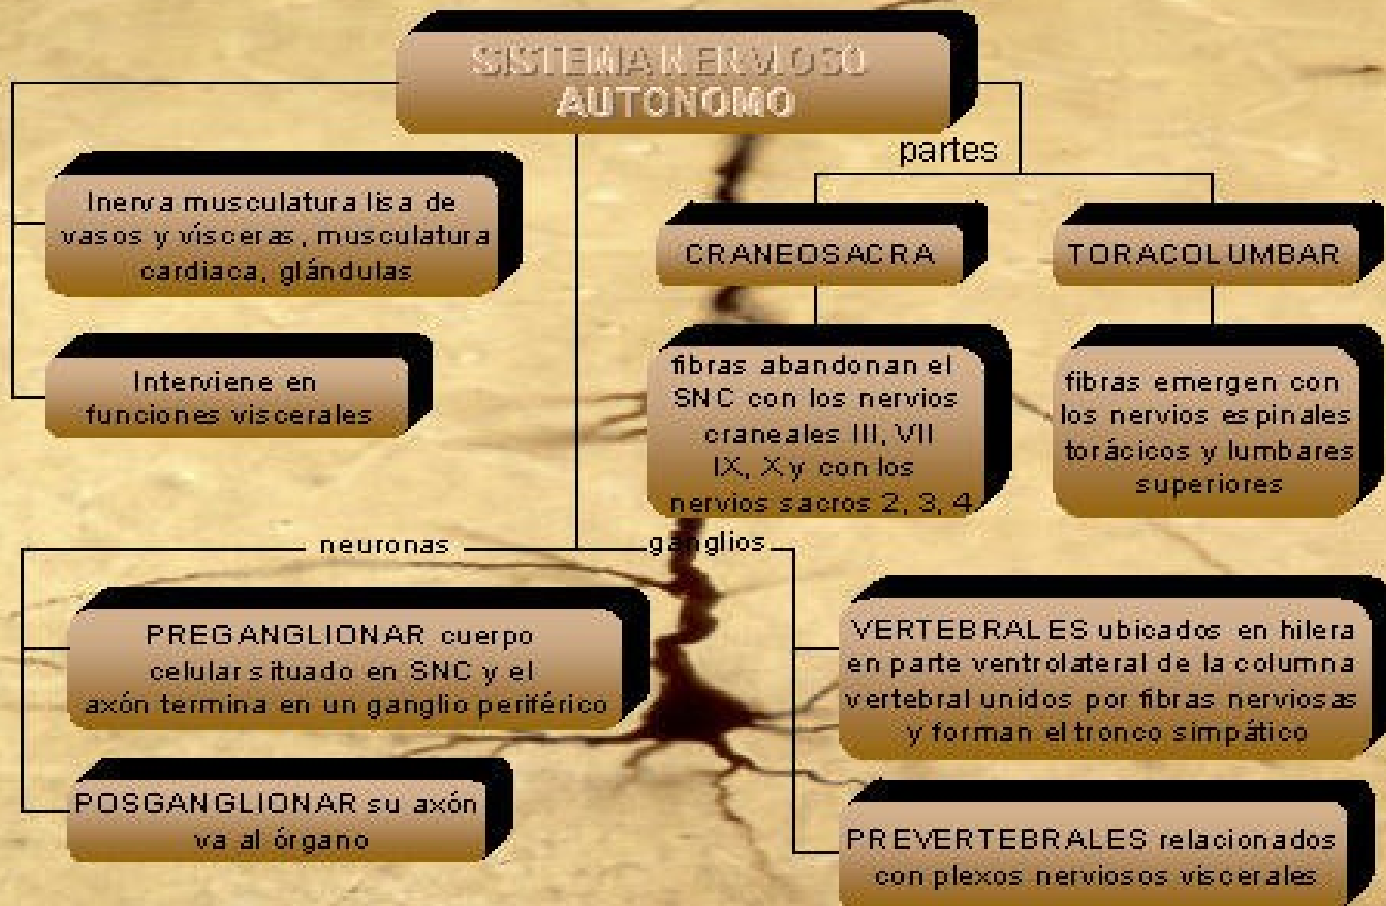 SISTEMA NERVIOSO
AUTONOMO
Inerva musculatura lisa de
vasos y vísceras, musculatura
cardiaca, glándulas
Interviene en
funciones viscerales
partes
CRANEOSACRA
fibras abandonan el
SNC con los nervios
craneales III, VII
IX, X y con los
nervios sacros 2, 3, 4.
TORACOLUMBAR
fibras emergen con
los nervios espinales
torácicos y lumbares
superiores
neuronas
PREGANGLIONAR cuerpo
celular situado en SNC y el
axón termina en un ganglio periférico
POSGANGLIONAR su axón
va al órgano
ganglios
VERTEBRALES ubicados en hilera
en parte ventrolateral de la columna
vertebral unidos por fibras nerviosas
y forman el tronco simpático
PREVERTEBRALES relacionados
con plexos nerviosos viscerales